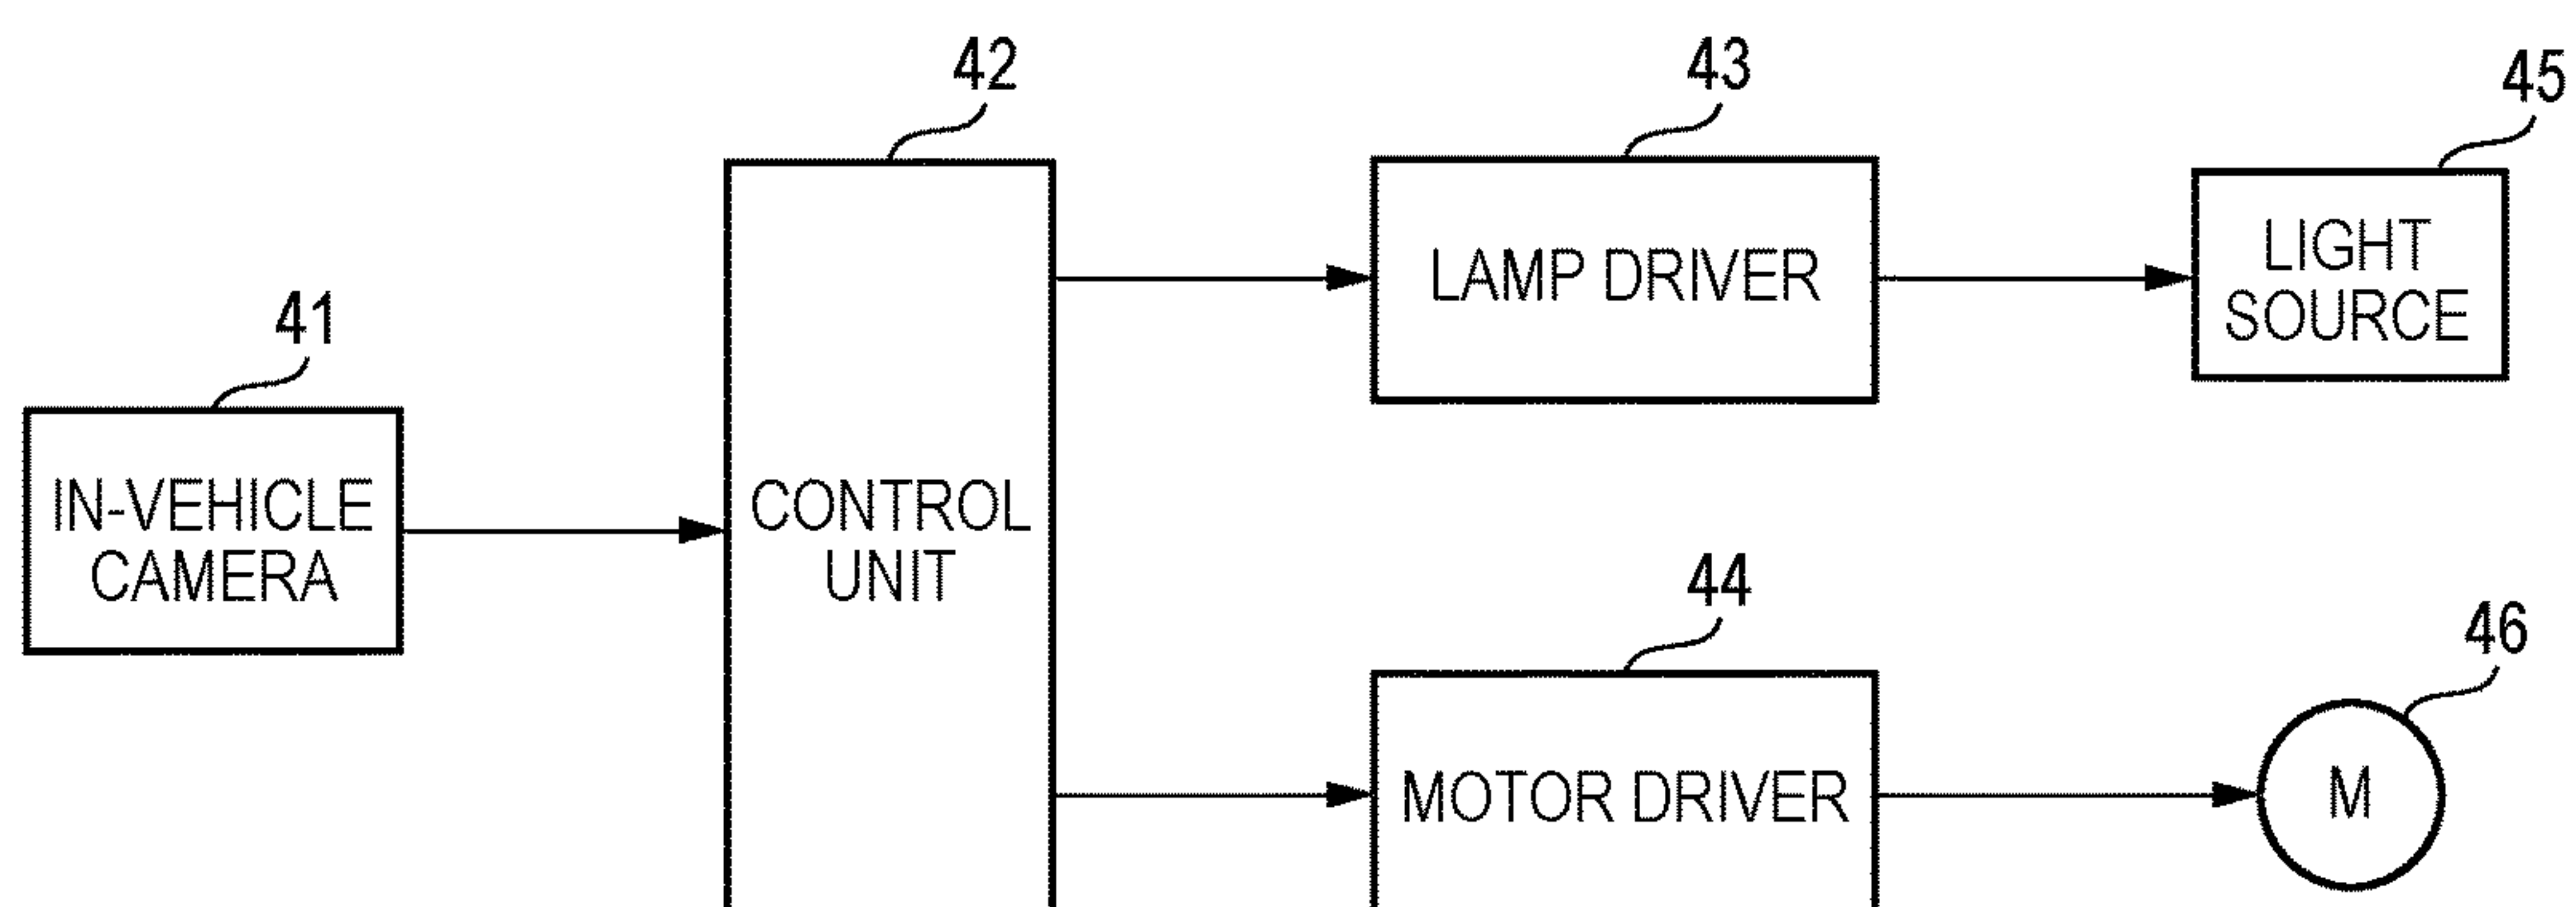 42
43
45
LAMP DRIVER
LIGHT
SOURCE
41
IN-VEHICLE
CAMERA
CONTROL
UNIT
44
46
MOTOR DRIVER
M